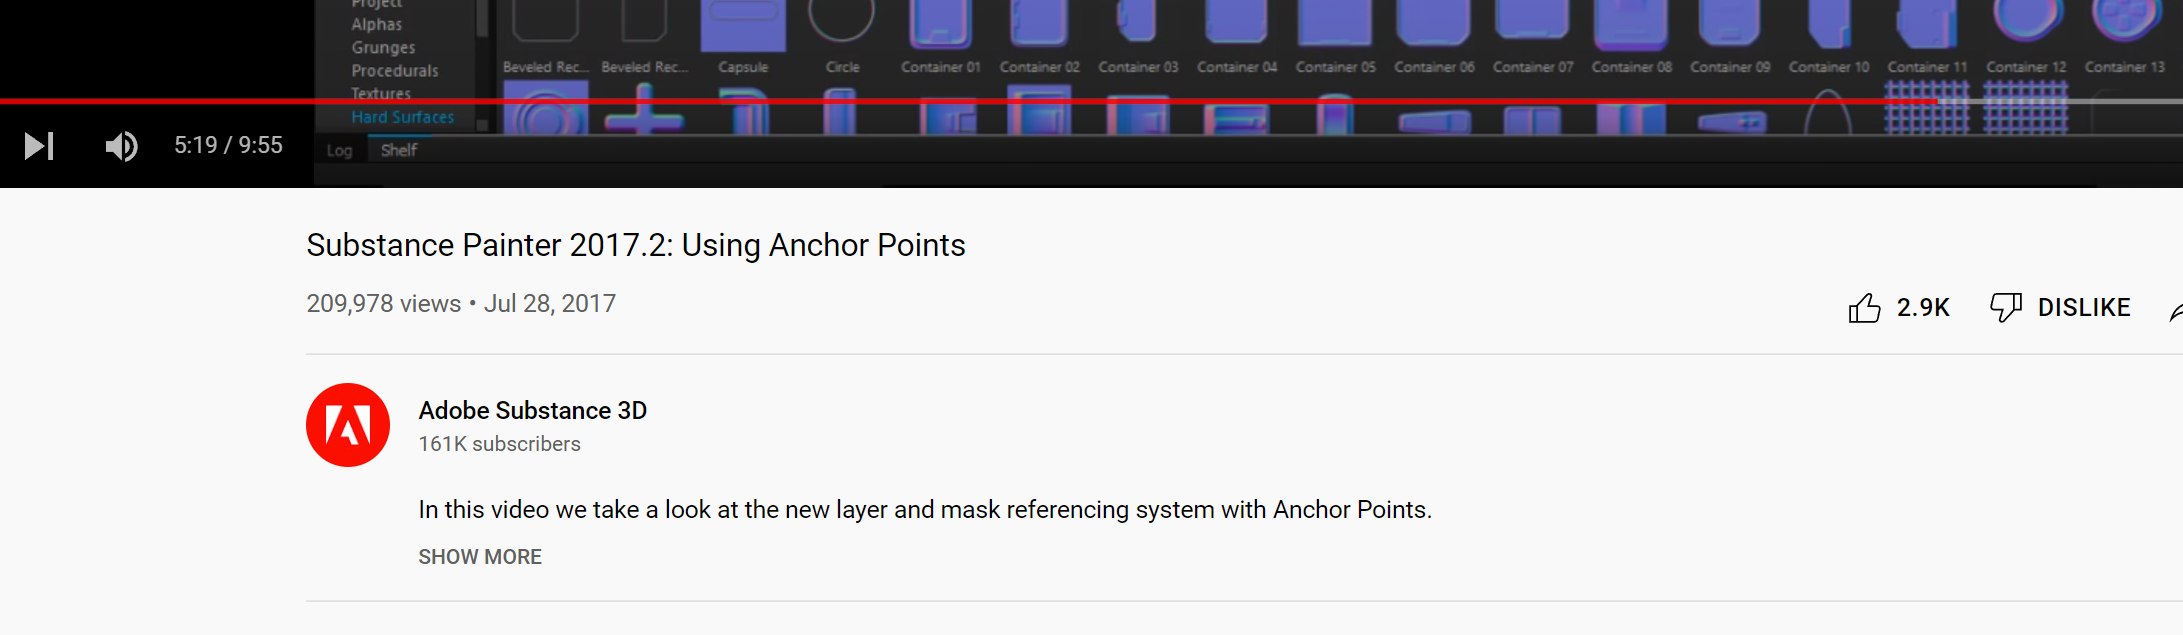 Project
Alphas
Grunges
Procedurals
Textures
Hard Surfaces
Beveled Rec... Beveled Rec... Capsule Circle Container 01 Container 02 Container 03 Container 04 Container 05 Container 06 Container 07 Container 08 Container 09 Container 10 Container 11 Container 12 Container 13
5:19 / 9:55
Log Shelf
Substance Painter 2017.2: Using Anchor Points
209,978 views • Jul 28, 2017
2.9K DISLIKE
Adobe Substance 3D
161K subscribers
In this video we take a look at the new layer and mask referencing system with Anchor Points.
SHOW MORE